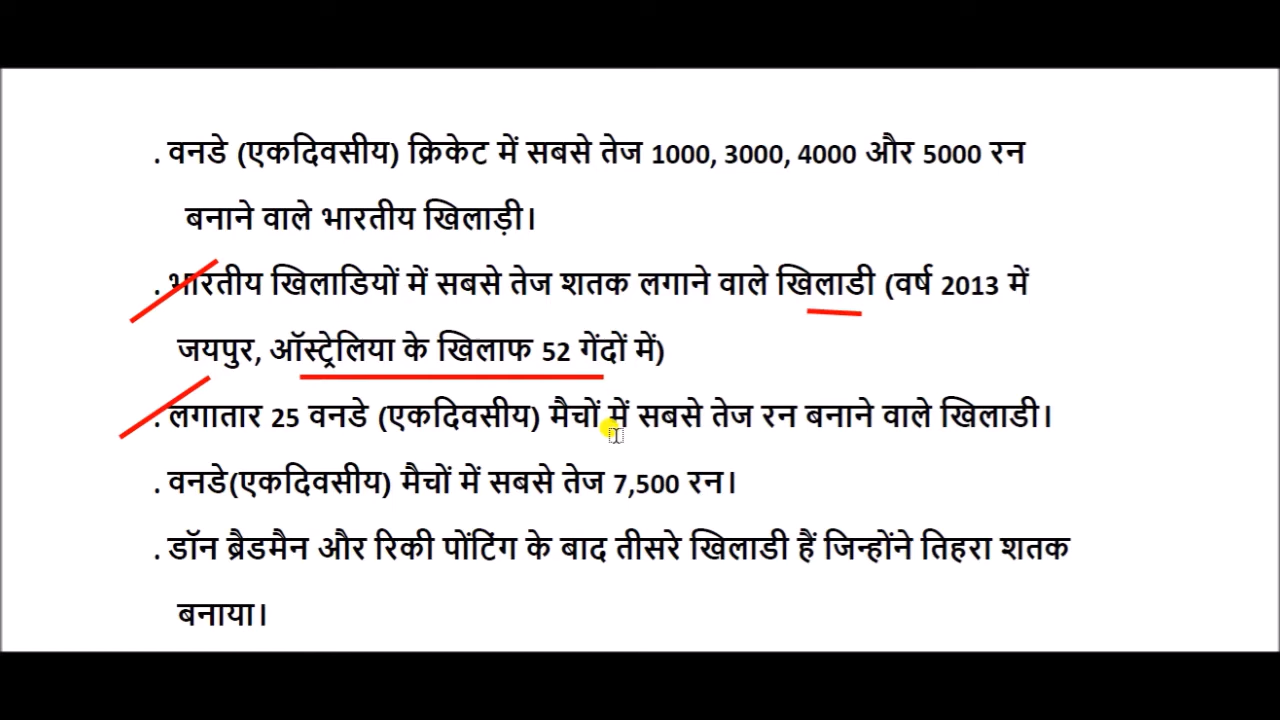 . वनडे (एकदिवसीय) क्रिकेट में सबसे तेज 1000, 3000, 4000 और 5000 रन
बनाने वाले भारतीय खिलाड़ी।
. भारतीय खिलाडियों में सबसे तेज शतक लगाने वाले खिलाडी (वर्ष 2013 में
जयपुर, ऑस्ट्रेलिया के खिलाफ 52 गेंदों में)
. लगातार 25 वनडे (एकदिवसीय) मैचों में सबसे तेज रन बनाने वाले खिलाडी।
. वनडे(एकदिवसीय) मैचों में सबसे तेज 7,500 रन।
. डॉन ब्रैडमैन और रिकी पोंटिंग के बाद तीसरे खिलाडी हैं जिन्होंने तिहरा शतक
बनाया।